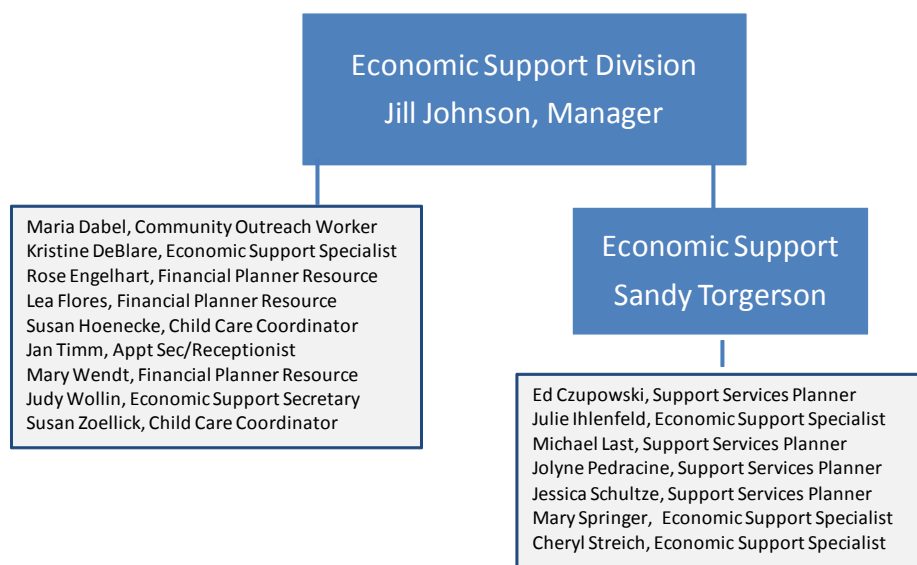 Economic Support Division
Jill Johnson, Manager
Maria Dabel, Community Outreach Worker
Kristine DeBlare, Economic Support Specialist
Rose Engelhart, Financial Planner Resource
Lea Flores, Financial Planner Resource
Susan Hoenecke, Child Care Coordinator
Jan Timm, Appt Sec/Receptionist
Mary Wendt, Financial Planner Resource
Judy Wollin, Economic Support Secretary
Susan Zoellick, Child Care Coordinator
Economic Support
Sandy Torgerson
Ed Czupowski, Support Services Planner
Julie Ihlenfeld, Economic Support Specialist
Michael Last, Support Services Planner
Jolyne Pedracine, Support Services Planner
Jessica Schultze, Support Services Planner
Mary Springer, Economic Support Specialist
Cheryl Streich, Economic Support Specialist